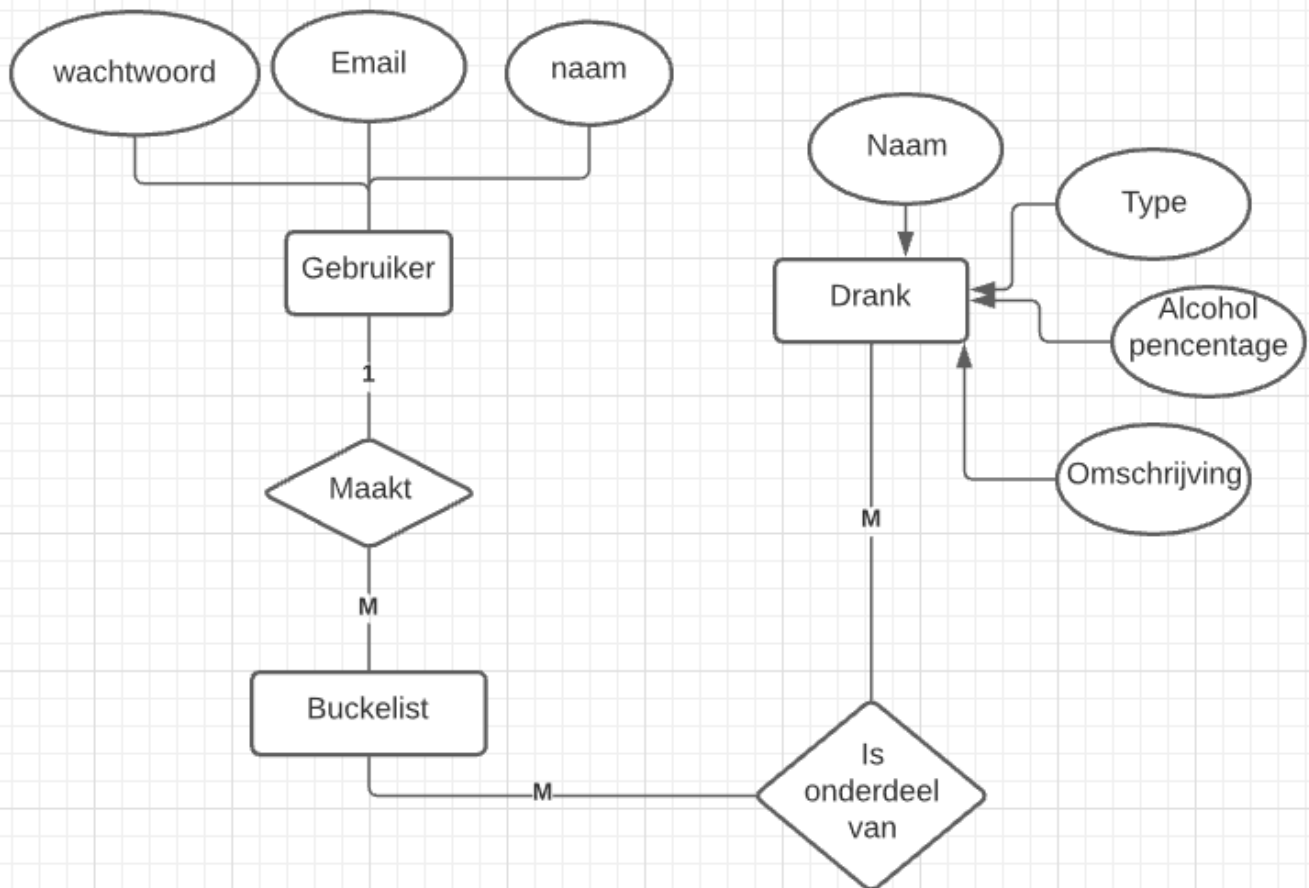 wachtwoord
Email
naam
Naam
Type
Gebruiker
Drank
Alcohol
pencentage
1
Maakt
Omschrijving
M
M
Buckelist
Is
onderdeel
van
M